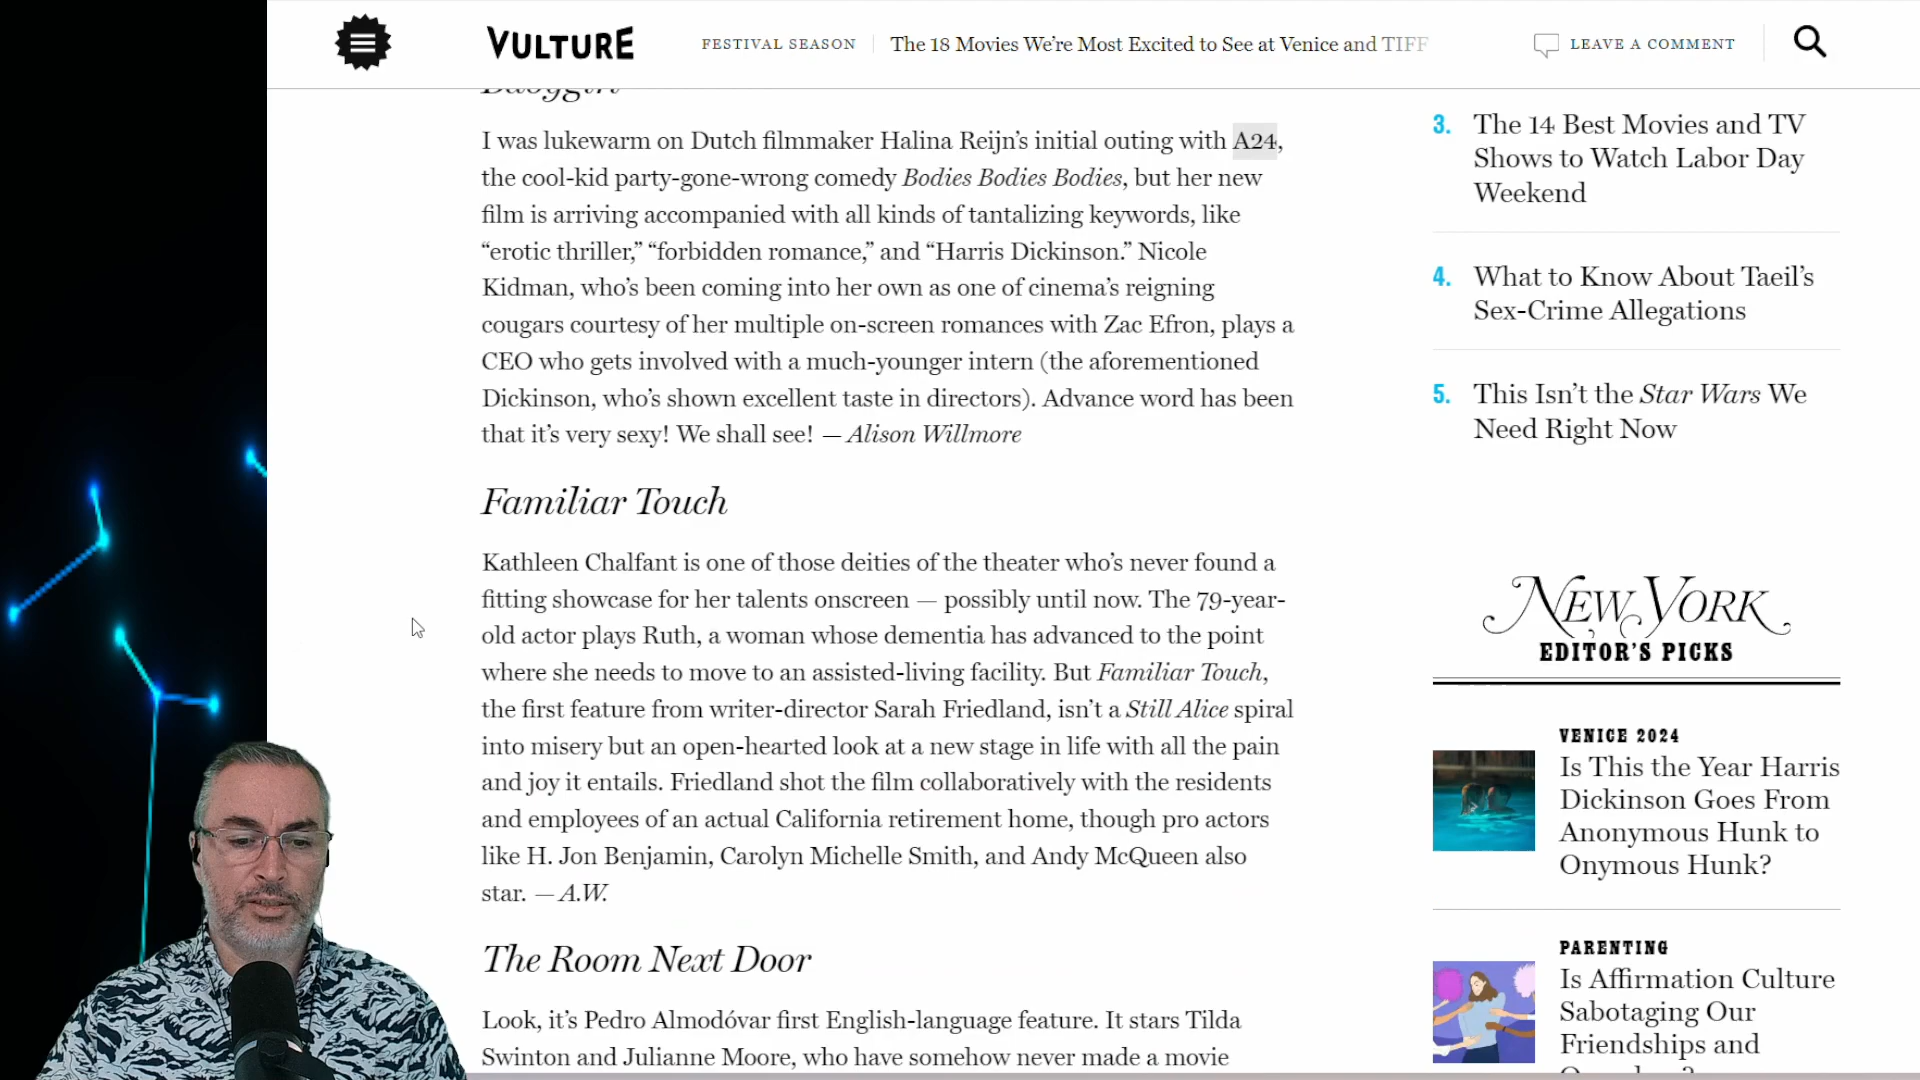 VULTURE
FESTIVAL SEASON
The 18 Movies We're Most Excited to See at Venice and TIFF
LEAVE A COMMENT
Babygirl
I was lukewarm on Dutch filmmaker Halina Reijn's initial outing with A24,
the cool-kid party-gone-wrong comedy Bodies Bodies Bodies, but her new
film is arriving accompanied with all kinds of tantalizing keywords, like
“erotic thriller,” “forbidden romance,” and “Harris Dickinson.” Nicole
Kidman, who’s been coming into her own as one of cinema’s reigning
cougars courtesy of her multiple on-screen romances with Zac Efron, plays a
CEO who gets involved with a much-younger intern (the aforementioned
Dickinson, who’s shown excellent taste in directors). Advance word has been
that it’s very sexy! We shall see! — Alison Willmore
Familiar Touch
Kathleen Chalfant is one of those deities of the theater who’s never found a
fitting showcase for her talents onscreen — possibly until now. The 79-year-
old actor plays Ruth, a woman whose dementia has advanced to the point
where she needs to move to an assisted-living facility. But Familiar Touch,
the first feature from writer-director Sarah Friedland, isn’t a Still Alice spiral
into misery but an open-hearted look at a new stage in life with all the pain
and joy it entails. Friedland shot the film collaboratively with the residents
and employees of an actual California retirement home, though pro actors
like H. Jon Benjamin, Carolyn Michelle Smith, and Andy McQueen also
star. — A.W.
The Room Next Door
Look, it’s Pedro Almodóvar first English-language feature. It stars Tilda
Swinton and Julianne Moore, who have somehow never made a movie
3. The 14 Best Movies and TV
Shows to Watch Labor Day
Weekend
4. What to Know About Taeil’s
Sex-Crime Allegations
5. This Isn’t the Star Wars We
Need Right Now
NEW YORK
EDITOR’S PICKS
VENICE 2024
Is This the Year Harris
Dickinson Goes From
Anonymous Hunk to
Onymous Hunk?
PARENTING
Is Affirmation Culture
Sabotaging Our
Friendships and